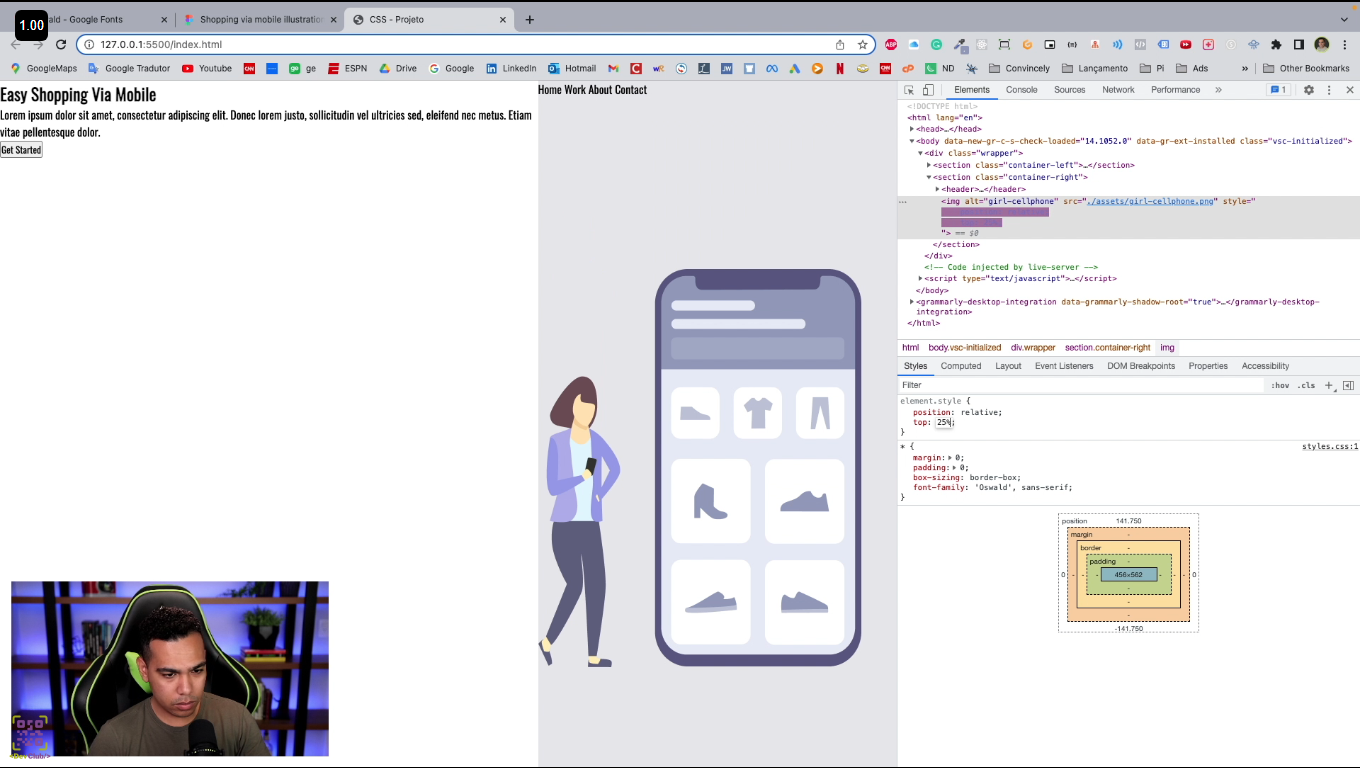 1.00
ald - Google Fonts
Shopping via mobile illustration
CSS - Projeto
127.0.0.1:5500/index.html
GoogleMaps Google Tradutor Youtube ge ESPN Drive Google LinkedIn Hotmail ND Convincely Lançamento Pi Ads » Other Bookmarks
Easy Shopping Via Mobile
Lorem ipsum dolor sit amet, consectetur adipiscing elit. Donec lorem justo, sollicitudin vel ultricies sed, eleifend nec metus. Etiam
vitae pellentesque dolor.
Get Started
Home Work About Contact
Elements Console Sources Network Performance » 1
<!DOCTYPE html>
<html lang="en">
<head>…</head>
<body data-new-gr-c-s-check-loaded="14.1052.0" data-gr-ext-installed class="vsc-initialized">
<div class="wrapper">
<section class="container-left">…</section>
<section class="container-right">
<header>…</header>
<img alt="girl-cellphone" src="./assets/girl-cellphone.png" style="
"> == $0
</section>
</div>
<!-- Code injected by live-server -->
<script type="text/javascript">…</script>
</body>
<grammarly-desktop-integration data-grammarly-shadow-root="true">…</grammarly-desktop-
integration>
</html>
html body.vsc-initialized div.wrapper section.container-right img
Styles Computed Layout Event Listeners DOM Breakpoints Properties Accessibility
Filter :hov .cls
element.style {
position: relative;
top: 25%;
}
* { styles.css:1
margin: 0;
padding: 0;
box-sizing: border-box;
font-family: 'Oswald', sans-serif;
}
position 141.750
margin -
border -
padding -
0 - - - 456×562 - - - 0
-
-
-
-141.750
<Dev Club/>